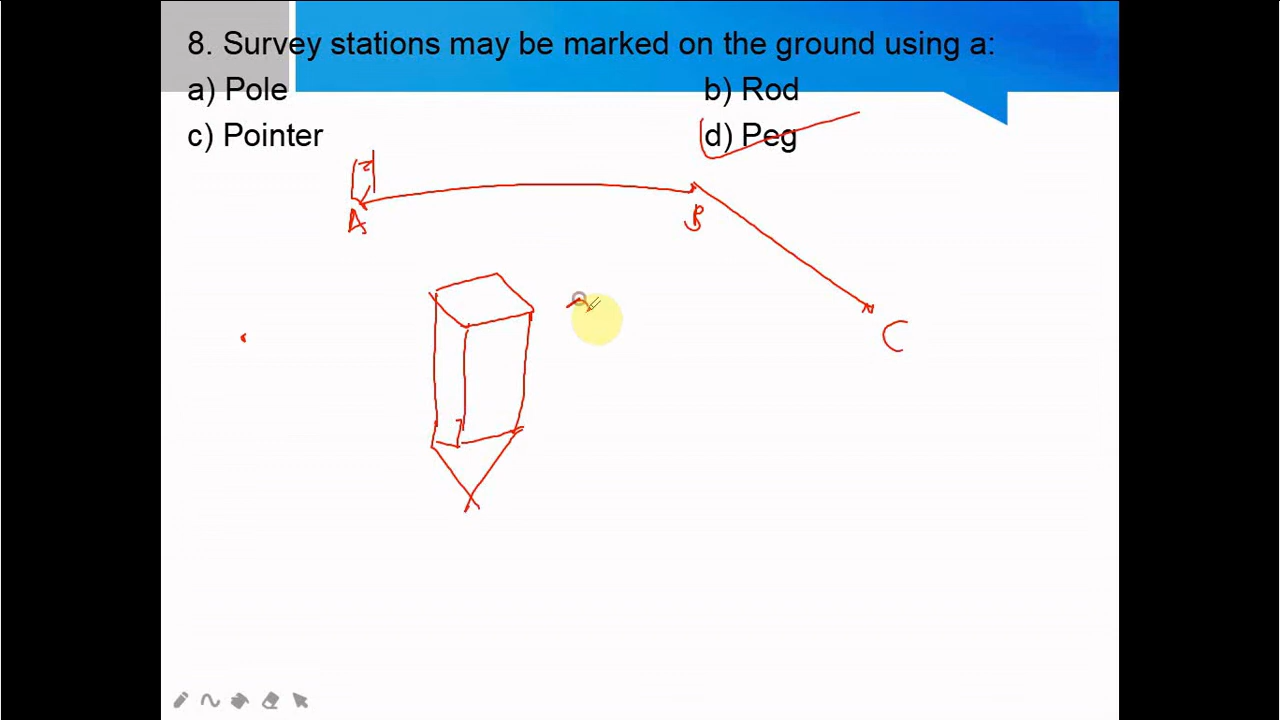 8. Survey stations may be marked on the ground using a:
a) Pole b) Rod
c) Pointer d) Peg
A B
C